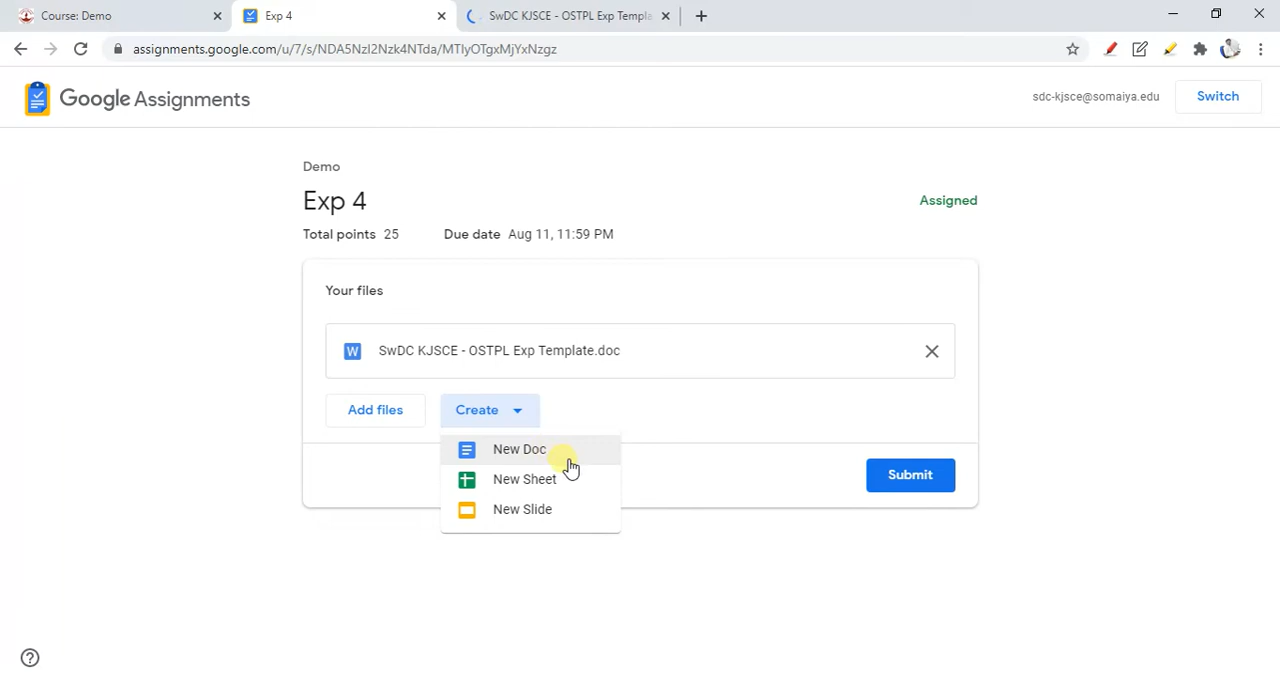 Course: Demo
Exp 4
SwDC KJSCE - OSTPL Exp Templa
assignments.google.com/u/7/s/NDA5NzI2Nzk4NTda/MTIyOTgxMjYxNzgz
Google Assignments
sdc-kjsce@somaiya.edu
Switch
Demo
Exp 4
Assigned
Total points 25
Due date Aug 11, 11:59 PM
Your files
W
SwDC KJSCE - OSTPL Exp Template.doc
Add files
Create
New Doc
New Sheet
New Slide
Submit